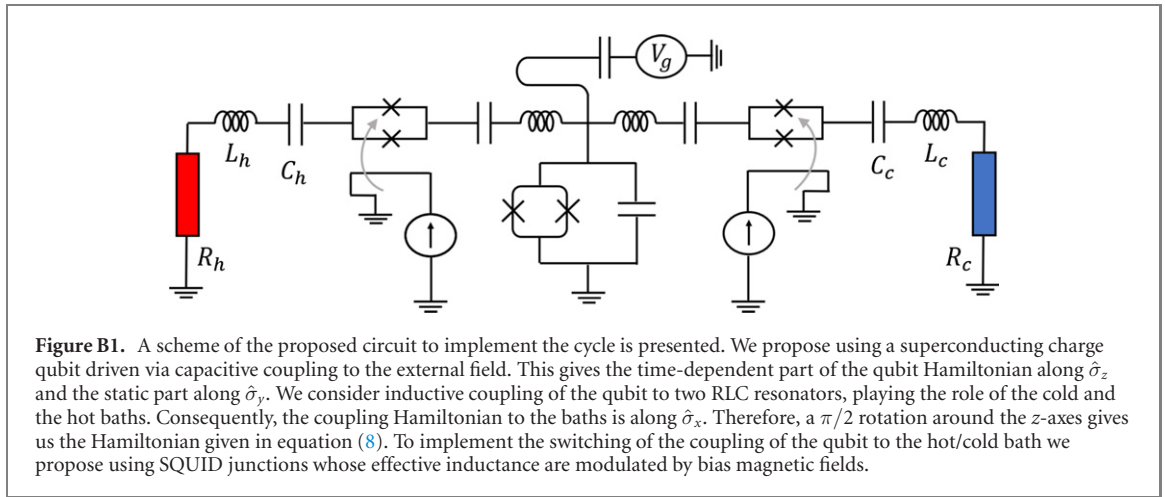 V_g
L_h
C_h
C_c
L_c
R_h
R_c
Figure B1. A scheme of the proposed circuit to implement the cycle is presented. We propose using a superconducting charge
qubit driven via capacitive coupling to the external field. This gives the time-dependent part of the qubit Hamiltonian along σ̂_z
and the static part along σ̂_y. We consider inductive coupling of the qubit to two RLC resonators, playing the role of the cold and
the hot baths. Consequently, the coupling Hamiltonian to the baths is along σ̂_x. Therefore, a π/2 rotation around the z-axes gives
us the Hamiltonian given in equation (8). To implement the switching of the coupling of the qubit to the hot/cold bath we
propose using SQUID junctions whose effective inductance are modulated by bias magnetic fields.